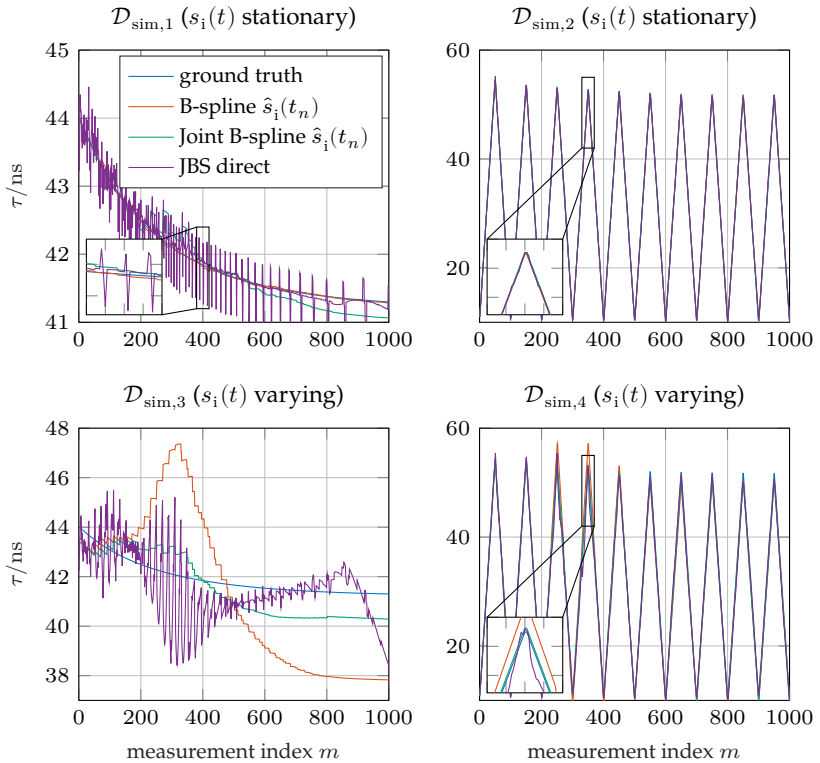 𝒟sim,1 (si(t) stationary)
45
44
43
42
41
τ/ns
0 200 400 600 800 1000
ground truth
B-spline ŝi(tn)
Joint B-spline ŝi(tn)
JBS direct
𝒟sim,2 (si(t) stationary)
60
40
20
0 200 400 600 800 1000
𝒟sim,3 (si(t) varying)
48
46
44
42
40
38
τ/ns
0 200 400 600 800 1000
measurement index m
𝒟sim,4 (si(t) varying)
60
40
20
0 200 400 600 800 1000
measurement index m